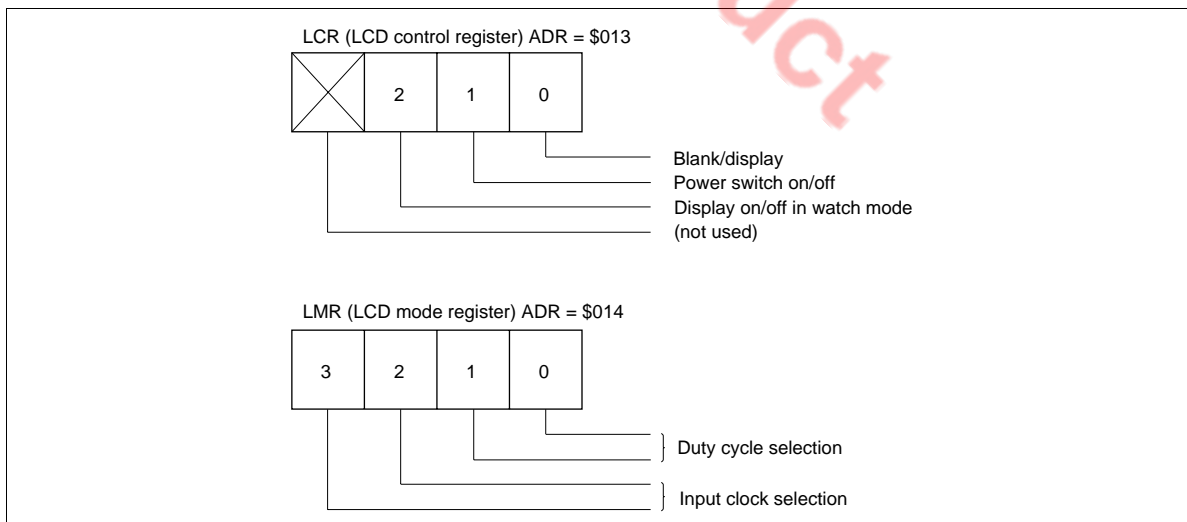 LCR (LCD control register) ADR = $013
2 1 0
Blank/display
Power switch on/off
Display on/off in watch mode
(not used)
LMR (LCD mode register) ADR = $014
3 2 1 0
Duty cycle selection
Input clock selection